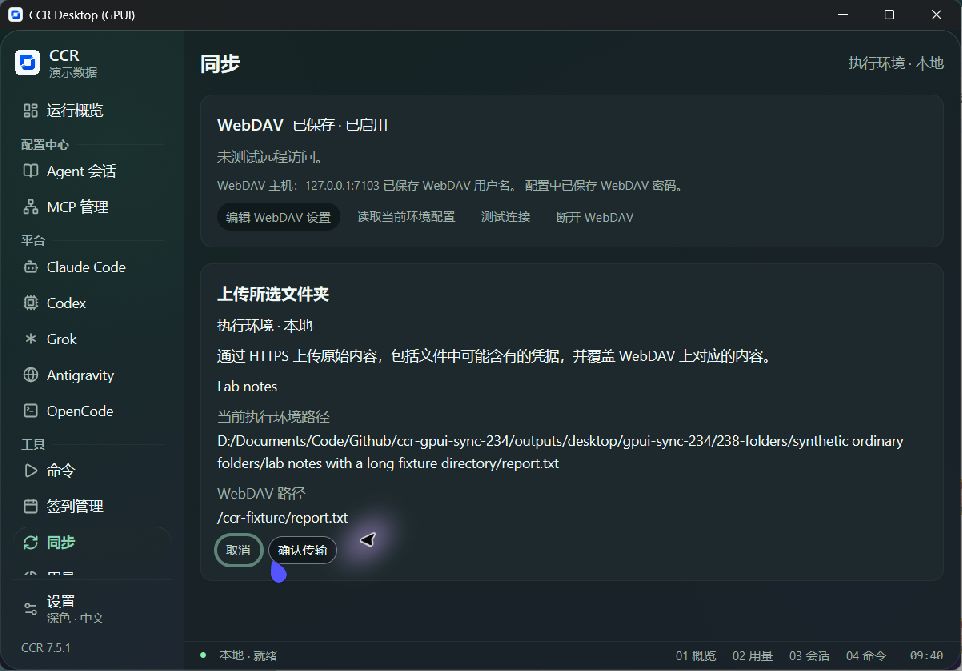 CCR Desktop (GPUI)
CCR
演示数据
运行概览
配置中心
Agent 会话
MCP 管理
平台
Claude Code
Codex
Grok
Antigravity
OpenCode
工具
命令
签到管理
同步
设置
深色 · 中文
CCR 7.5.1
同步
执行环境 · 本地
WebDAV 已保存 · 已启用
未测试远程访问。
WebDAV 主机：127.0.0.1:7103 已保存 WebDAV 用户名。 配置中已保存 WebDAV 密码。
编辑 WebDAV 设置
读取当前环境配置
测试连接
断开 WebDAV
上传所选文件夹
执行环境 · 本地
通过 HTTPS 上传原始内容，包括文件中可能含有的凭据，并覆盖 WebDAV 上对应的内容。
Lab notes
当前执行环境路径
D:/Documents/Code/Github/ccr-gpui-sync-234/outputs/desktop/gpui-sync-234/238-folders/synthetic ordinary
folders/lab notes with a long fixture directory/report.txt
WebDAV 路径
/ccr-fixture/report.txt
取消
确认传输
本地 · 就绪
01 概览
02 用量
03 会话
04 命令
09:40